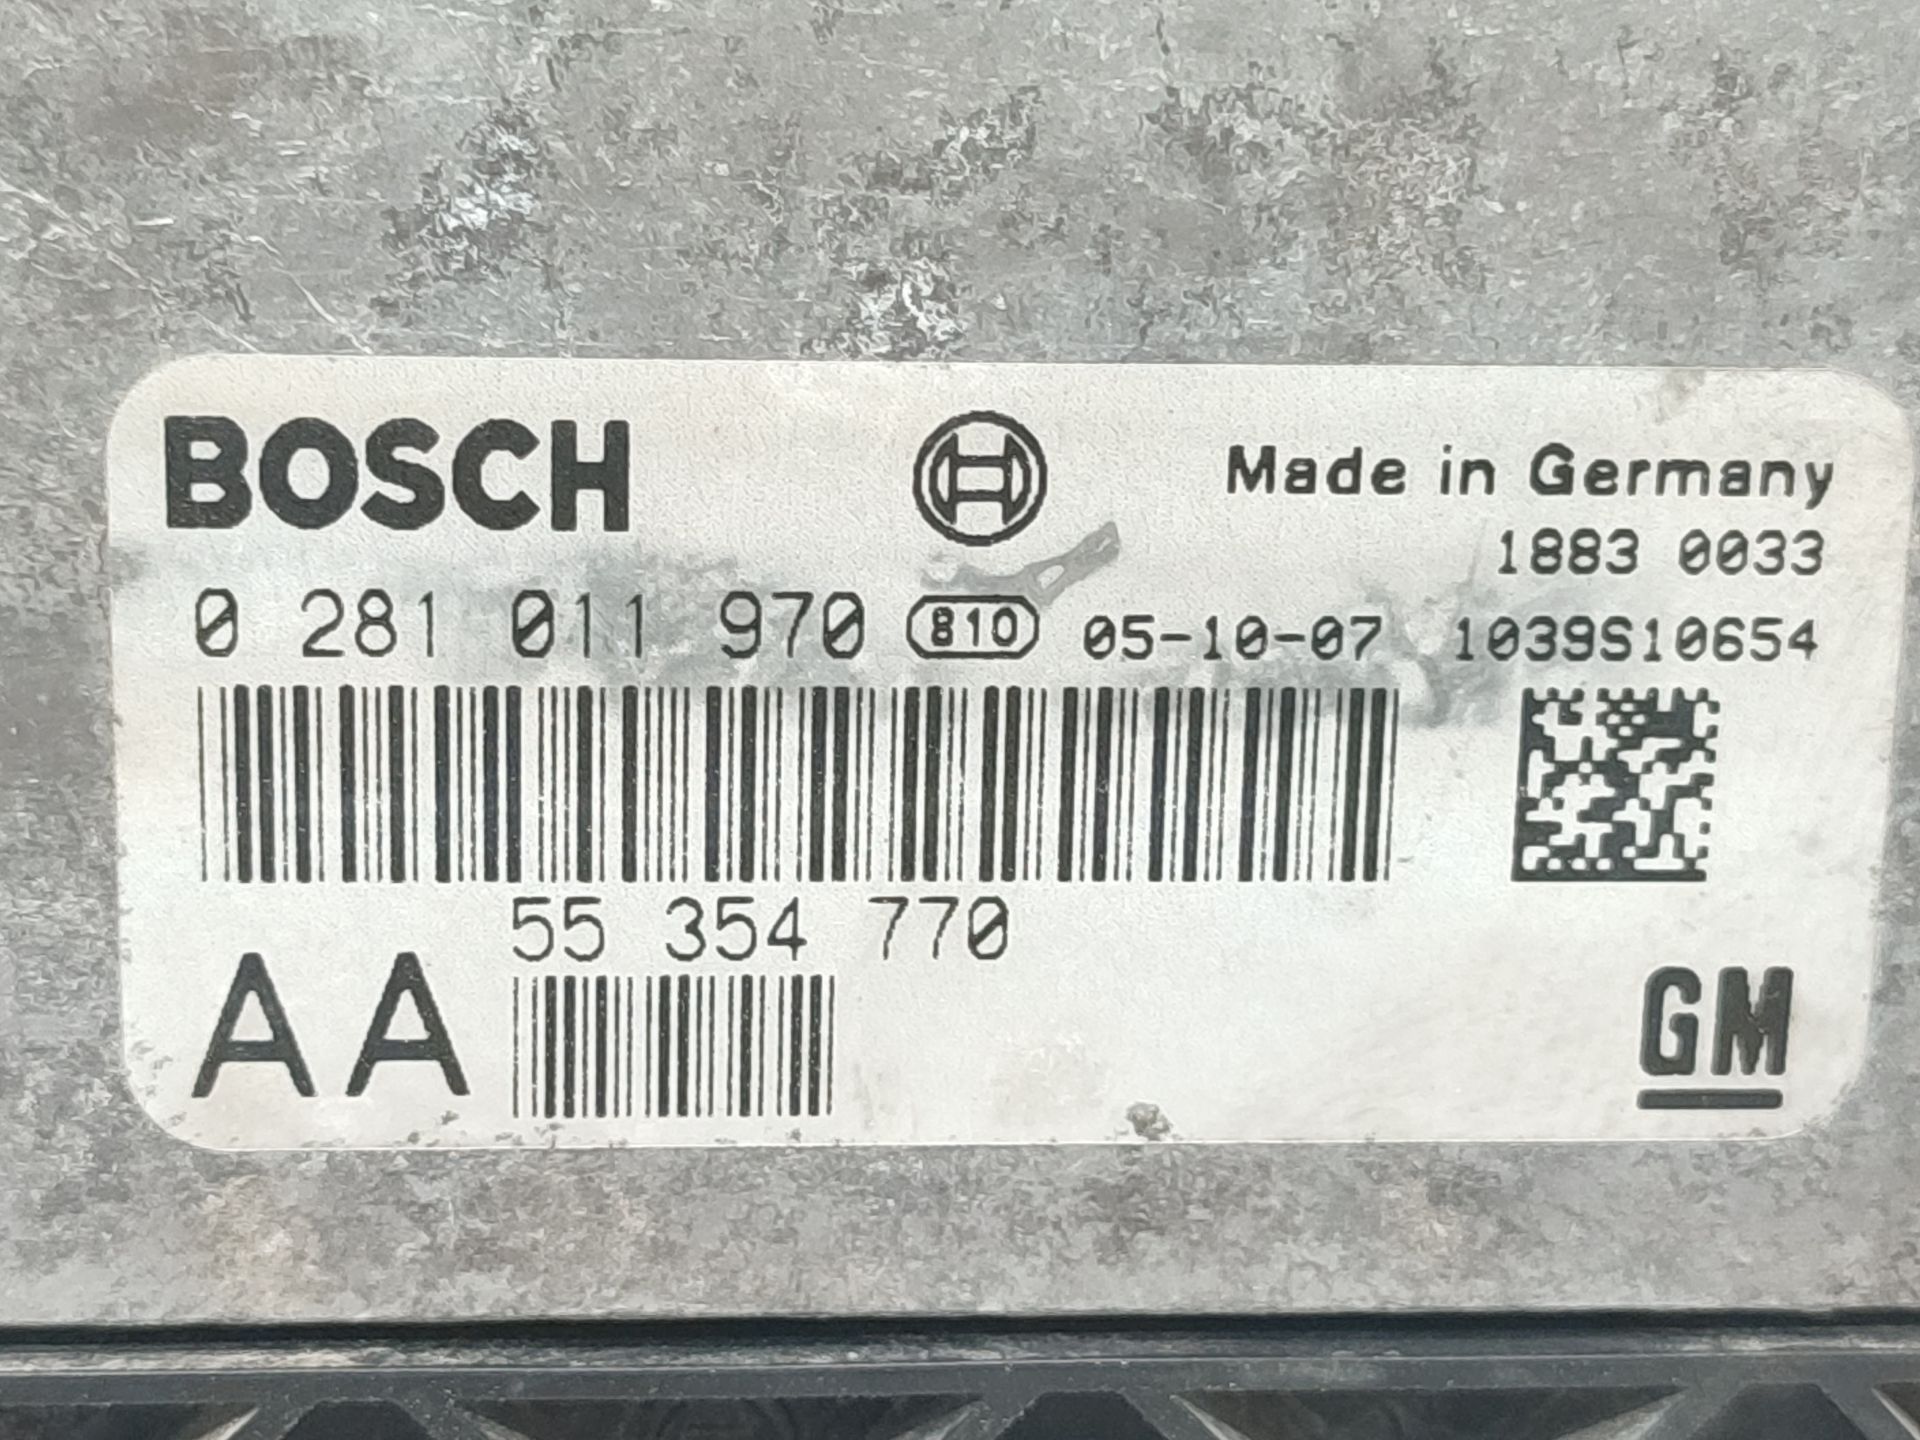 BOSCH Made in Germany
1883 0033
0 281 011 970 810 05-10-07 1039S10654
55 354 770
AA GM